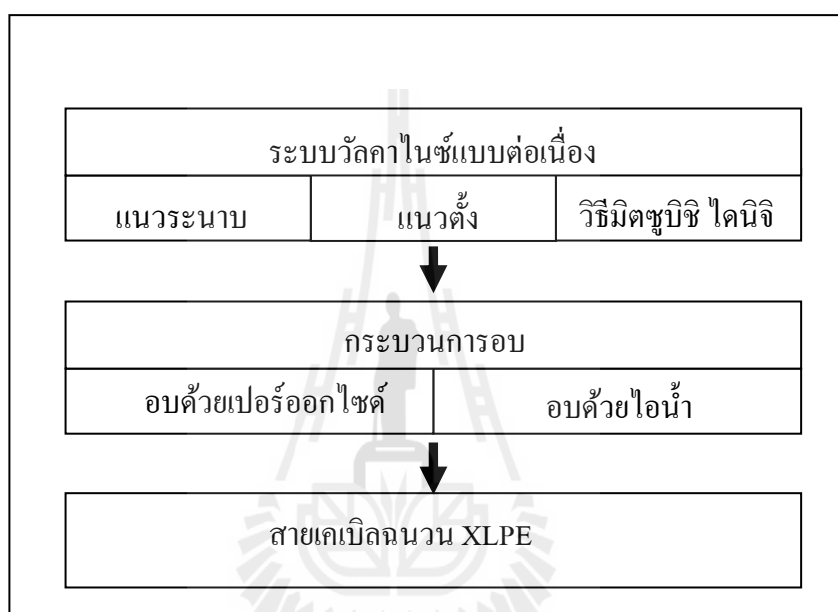 ระบบวัลคาไนซ์แบบต่อเนื่อง
แนวระนาบ แนวตั้ง วิธีมิตซูบิชิ ไดนิจิ
กระบวนการอบ
อบด้วยเปอร์ออกไซด์ อบด้วยไอน้ำ
สายเคเบิลฉนวน XLPE